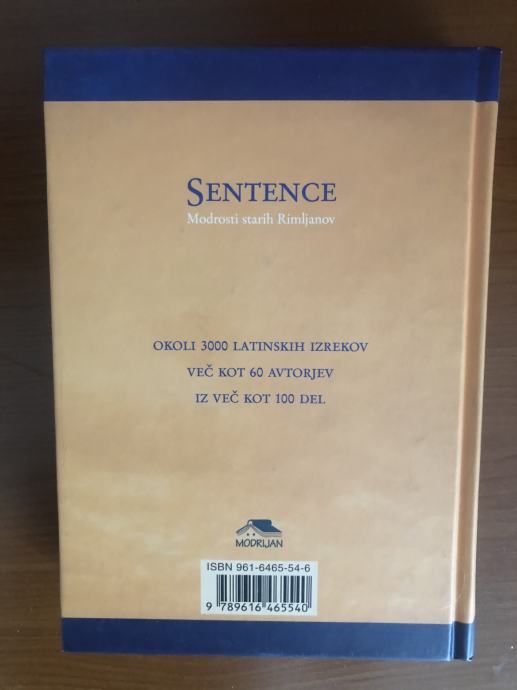 SENTENCE
Modrosti starih Rimljanov
OKOLI 3000 LATINSKIH IZREKOV
VEČ KOT 60 AVTORJEV
IZ VEČ KOT 100 DEL
MODRIJAN
ISBN 961-6465-54-6
9 789616 465540